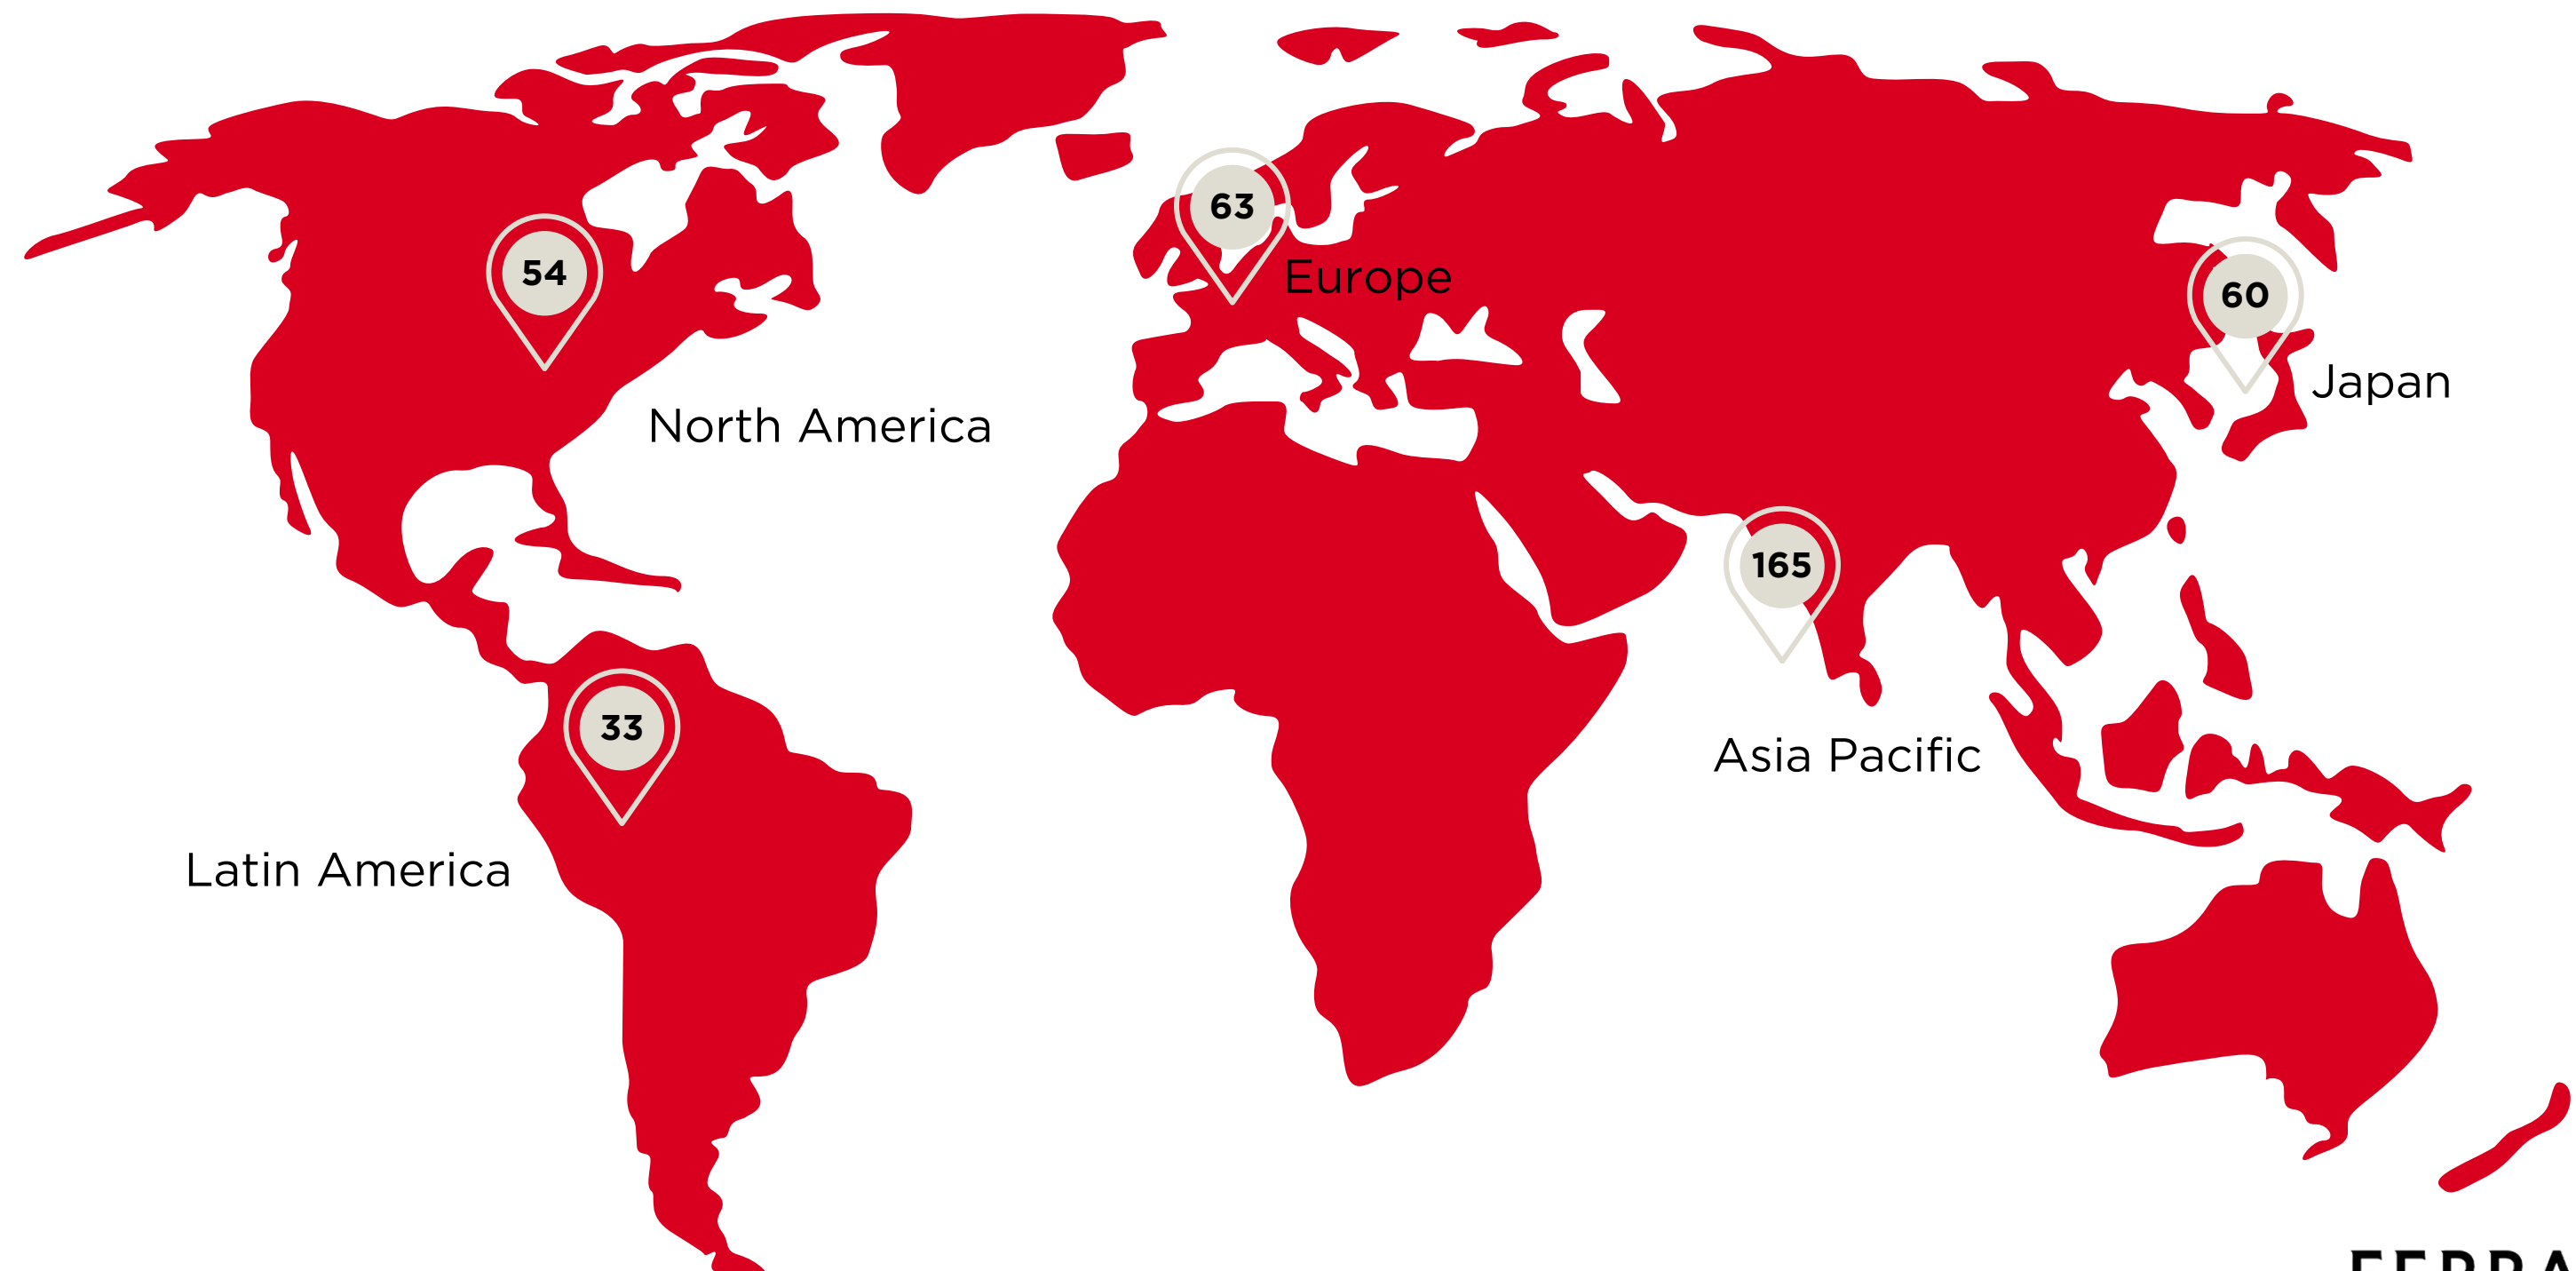 63
54
Europe
60
Japan
North America
165
33
Asia Pacific
Latin America